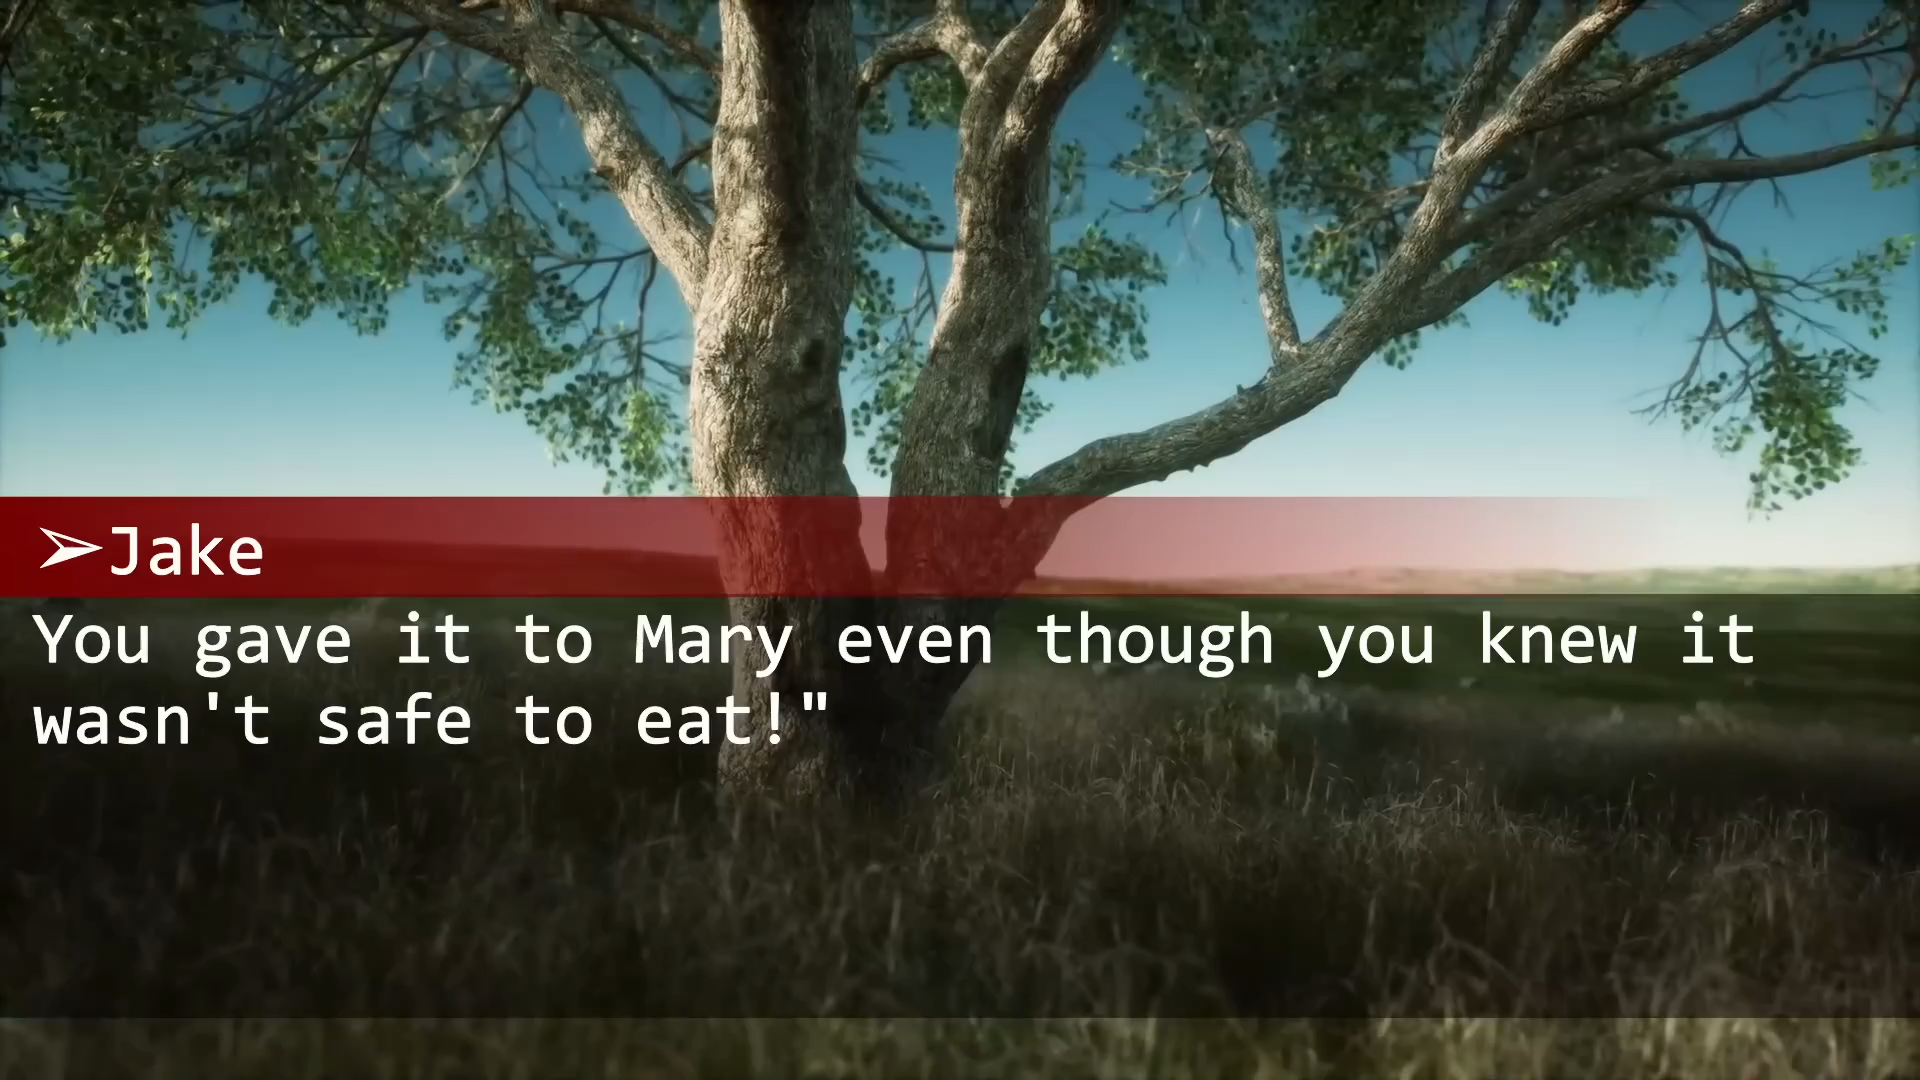 ➢Jake
You gave it to Mary even though you knew it
wasn't safe to eat!"